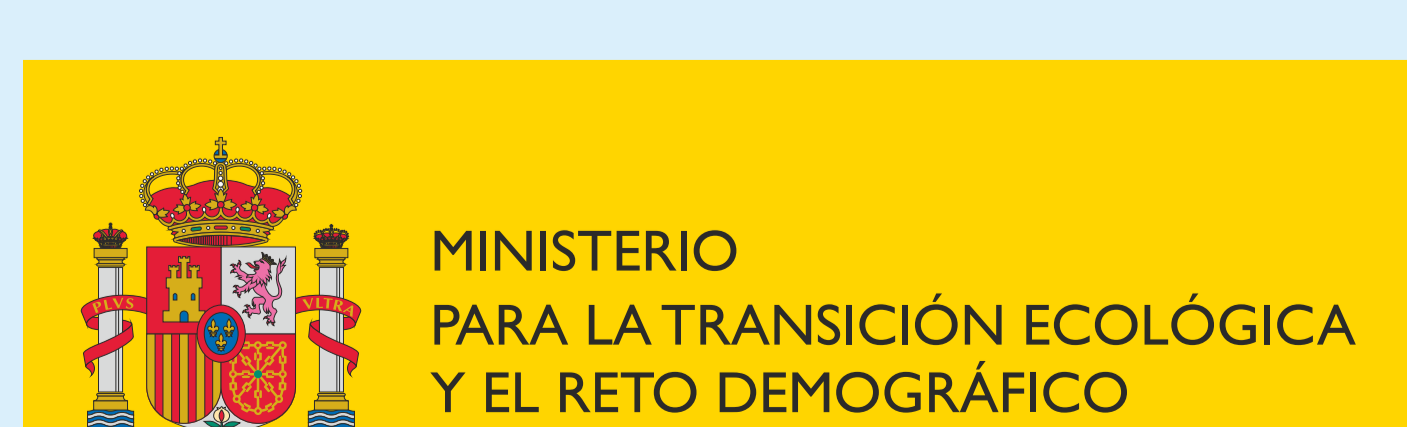 PLVS VLTRA
MINISTERIO
PARA LA TRANSICIÓN ECOLÓGICA
Y EL RETO DEMOGRÁFICO